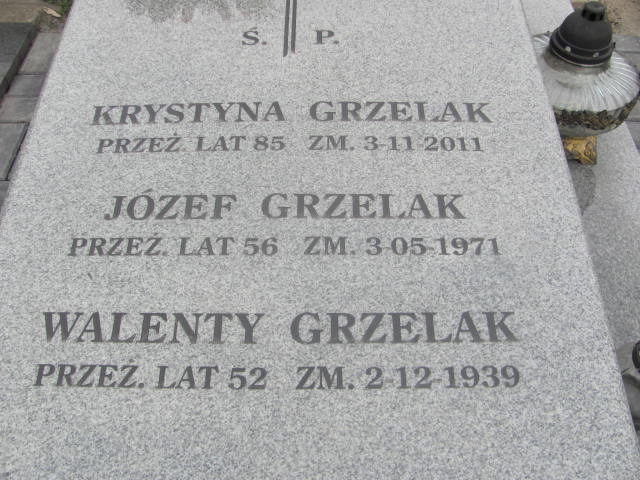 Ś. P.
KRYSTYNA GRZELAK
PRZEŻ. LAT 85 ZM. 3-11-2011
JÓZEF GRZELAK
PRZEŻ. LAT 56 ZM. 3-05-1971
WALENTY GRZELAK
PRZEŻ. LAT 52 ZM. 2-12-1939